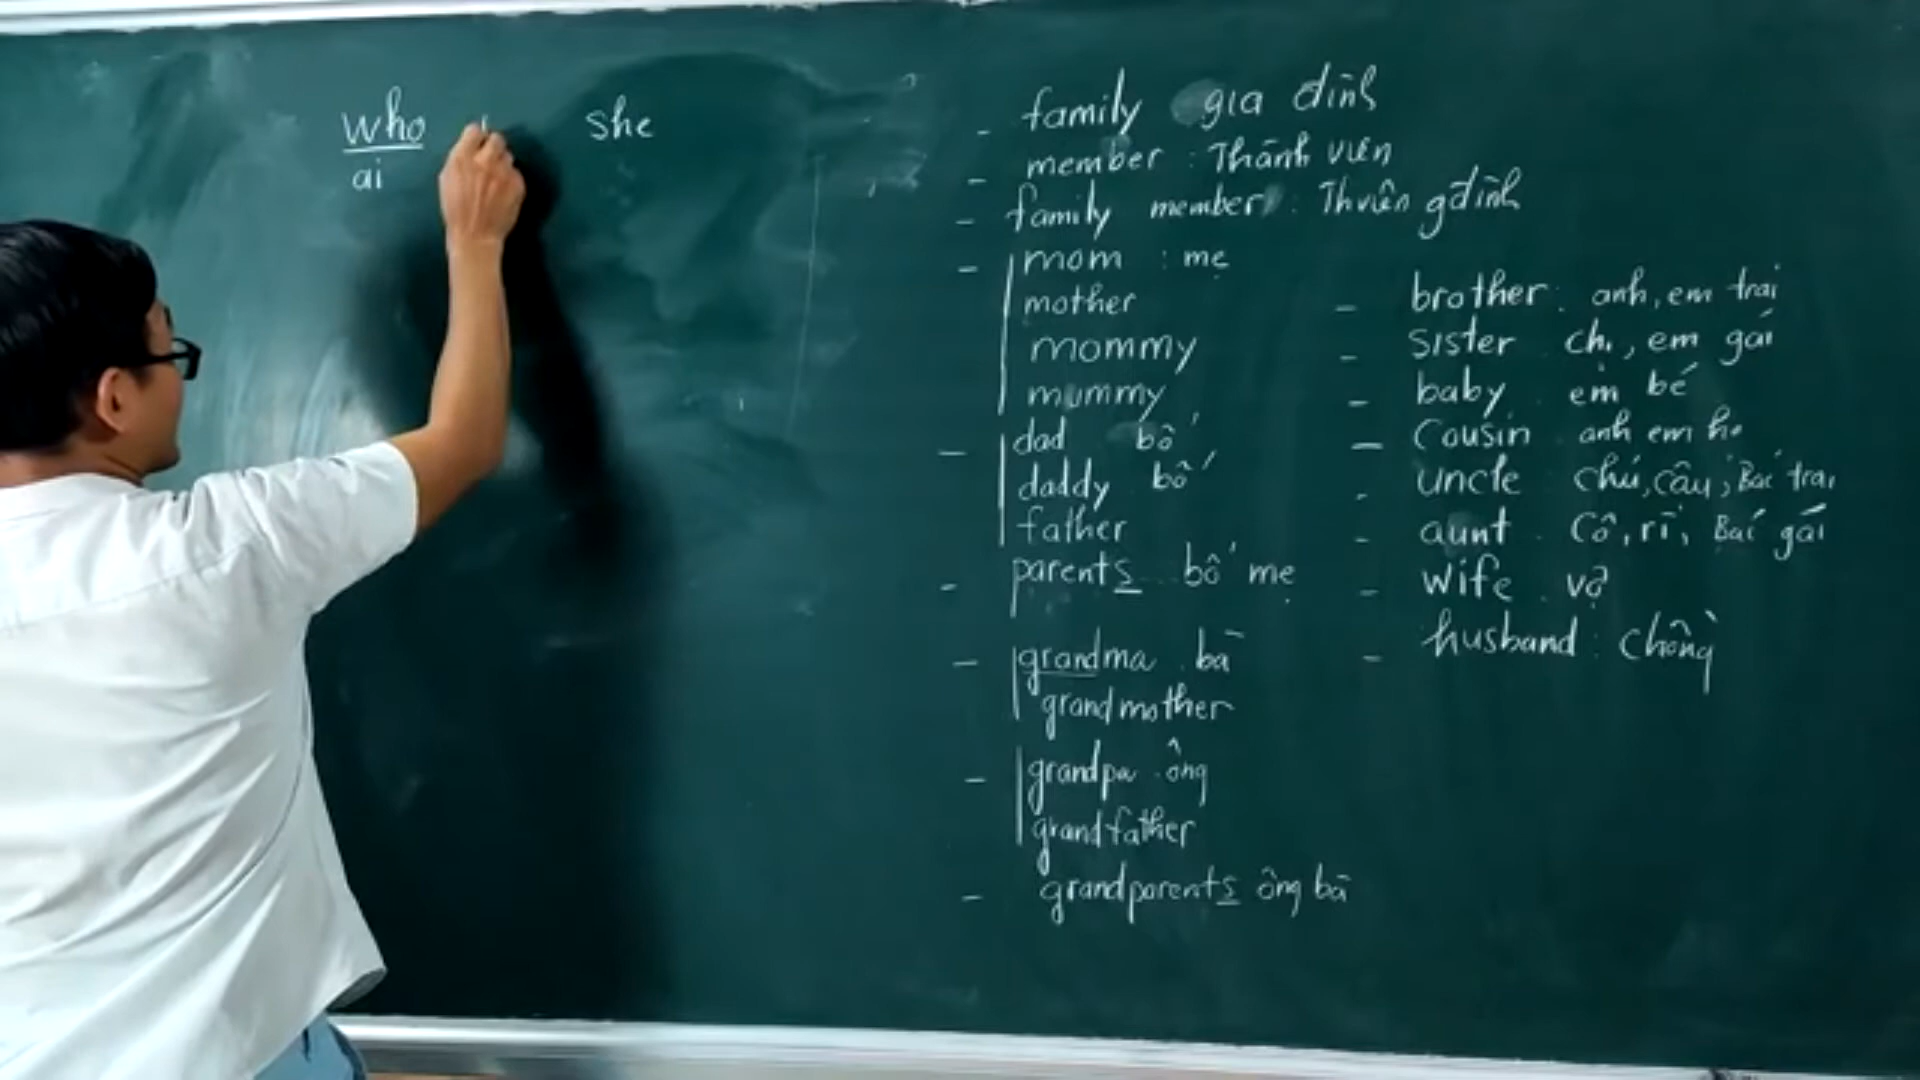 who she
ai
- family gia đình
- member : Thành viên
- family member : Thviên gđình
- mom : mẹ
mother
mommy
mummy
- dad bố
daddy bố
father
- parents bố mẹ
- grandma bà
grandmother
- grandpa ông
grandfather
- grandparents ông bà
- brother : anh, em trai
- sister chị, em gái
- baby em bé
- cousin anh em họ
- uncle chú, cậu, Bác trai
- aunt cô, rì, Bác gái
- wife vợ
- husband : chồng